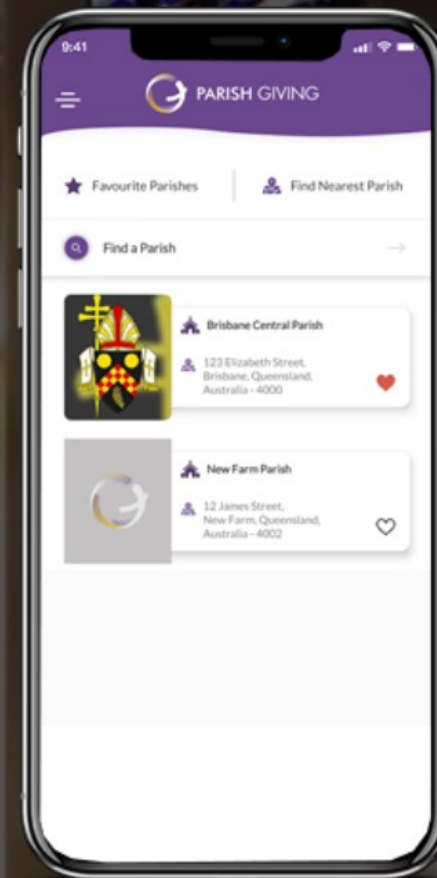 9:41
PARISH GIVING
Favourite Parishes
Find Nearest Parish
Find a Parish
Brisbane Central Parish
123 Elizabeth Street,
Brisbane, Queensland,
Australia - 4000
New Farm Parish
12 James Street,
New Farm, Queensland,
Australia - 4002